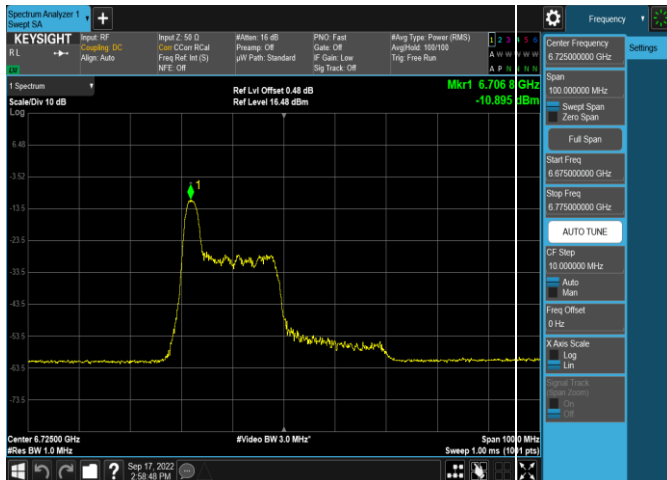 Spectrum Analyzer 1
Swept SA
+
Frequency
KEYSIGHT
RL
Input: RF
Coupling: DC
Align: Auto
Input Z: 50 Ω
Corr CCorr RCal
Freq Ref: Int (S)
NFE: Off
#Atten: 16 dB
Preamp: Off
µW Path: Standard
PNO: Fast
Gate: Off
IF Gain: Low
Sig Track: Off
#Avg Type: Power (RMS)
Avg|Hold: 100/100
Trig: Free Run
1 2 3 4 5 6
A W W W W W
A P N N N N
1 Spectrum
Scale/Div 10 dB
Log
Ref Lvl Offset 0.48 dB
Ref Level 16.48 dBm
Mkr1 6.706 8 GHz
-10.895 dBm
6.48
-3.52
-13.5
-23.5
-33.5
-43.5
-53.5
-63.5
-73.5
1
Center 6.72500 GHz
#Res BW 1.0 MHz
#Video BW 3.0 MHz*
Span 100.0 MHz
Sweep 1.00 ms (1001 pts)
Center Frequency
6.725000000 GHz
Span
100.000000 MHz
Swept Span
Zero Span
Full Span
Start Freq
6.675000000 GHz
Stop Freq
6.775000000 GHz
AUTO TUNE
CF Step
10.000000 MHz
Auto
Man
Freq Offset
0 Hz
X Axis Scale
Log
Lin
Signal Track
(Span Zoom)
On
Off
Settings
?
Sep 17, 2022
2:58:48 PM